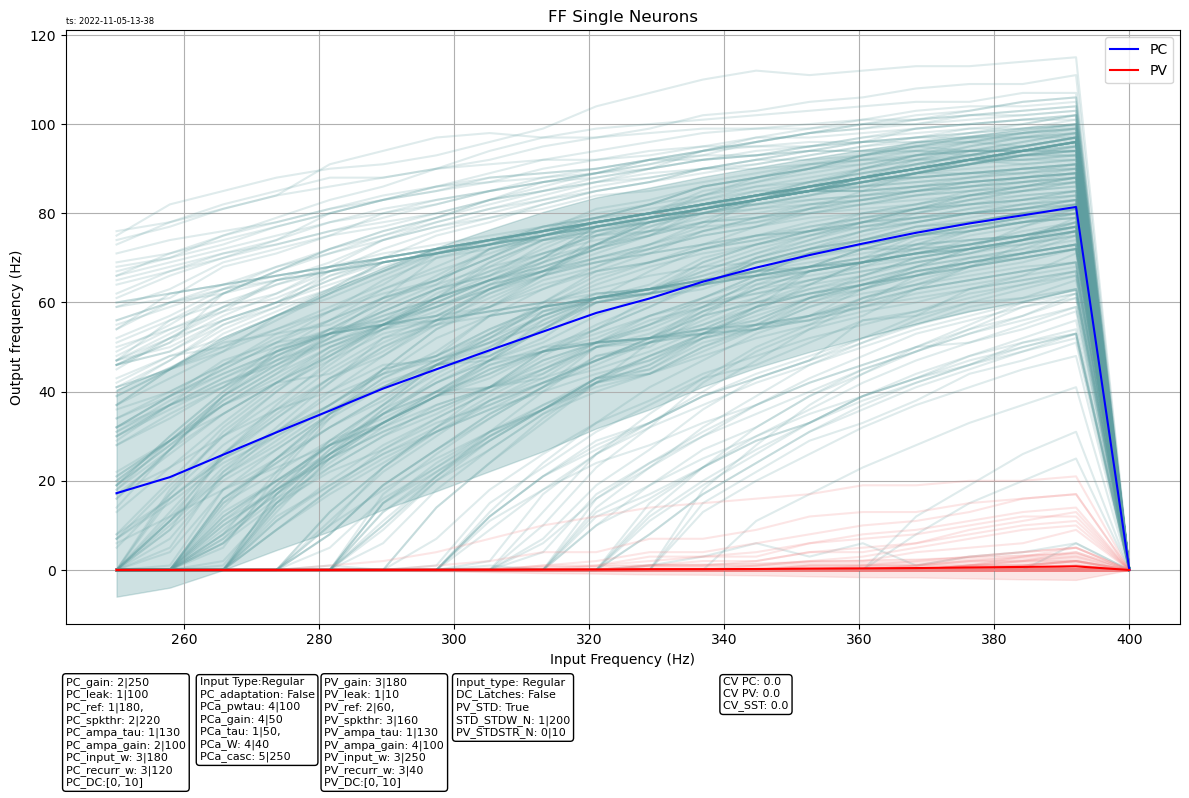 ts: 2022-11-05-13-38
FF Single Neurons
PC
PV
120
100
80
60
40
20
0
Output frequency (Hz)
260
280
300
320
340
360
380
400
Input Frequency (Hz)
PC_gain: 2|250
PC_leak: 1|100
PC_ref: 1|180,
PC_spkthr: 2|220
PC_ampa_tau: 1|130
PC_ampa_gain: 2|100
PC_input_w: 3|180
PC_recurr_w: 3|120
PC_DC:[0, 10]
Input Type:Regular
PC_adaptation: False
PCa_pwtau: 4|100
PCa_gain: 4|50
PCa_tau: 1|50,
PCa_W: 4|40
PCa_casc: 5|250
PV_gain: 3|180
PV_leak: 1|10
PV_ref: 2|60,
PV_spkthr: 3|160
PV_ampa_tau: 1|130
PV_ampa_gain: 4|100
PV_input_w: 3|250
PV_recurr_w: 3|40
PV_DC:[0, 10]
Input_type: Regular
DC_Latches: False
PV_STD: True
STD_STDW_N: 1|200
PV_STDSTR_N: 0|10
CV PC: 0.0
CV PV: 0.0
CV_SST: 0.0